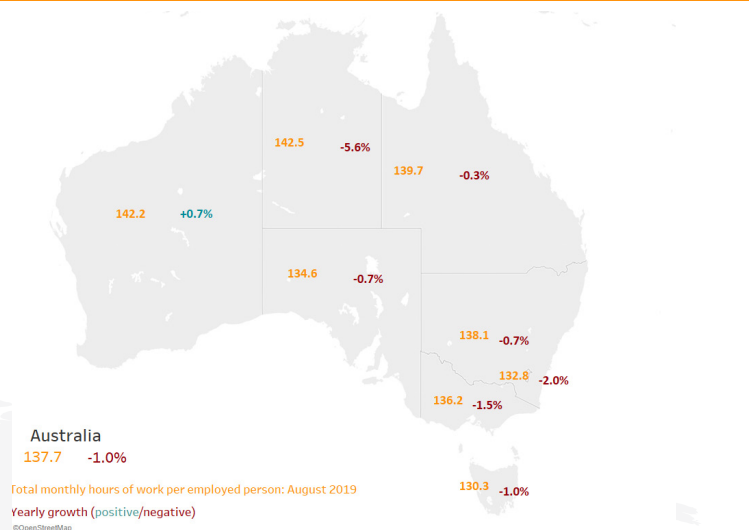 142.5 -5.6%
139.7 -0.3%
142.2 +0.7%
134.6 -0.7%
138.1 -0.7%
132.8 -2.0%
136.2 -1.5%
Australia
137.7 -1.0%
130.3 -1.0%
Total monthly hours of work per employed person: August 2019
Yearly growth (positive/negative)
©OpenStreetMap